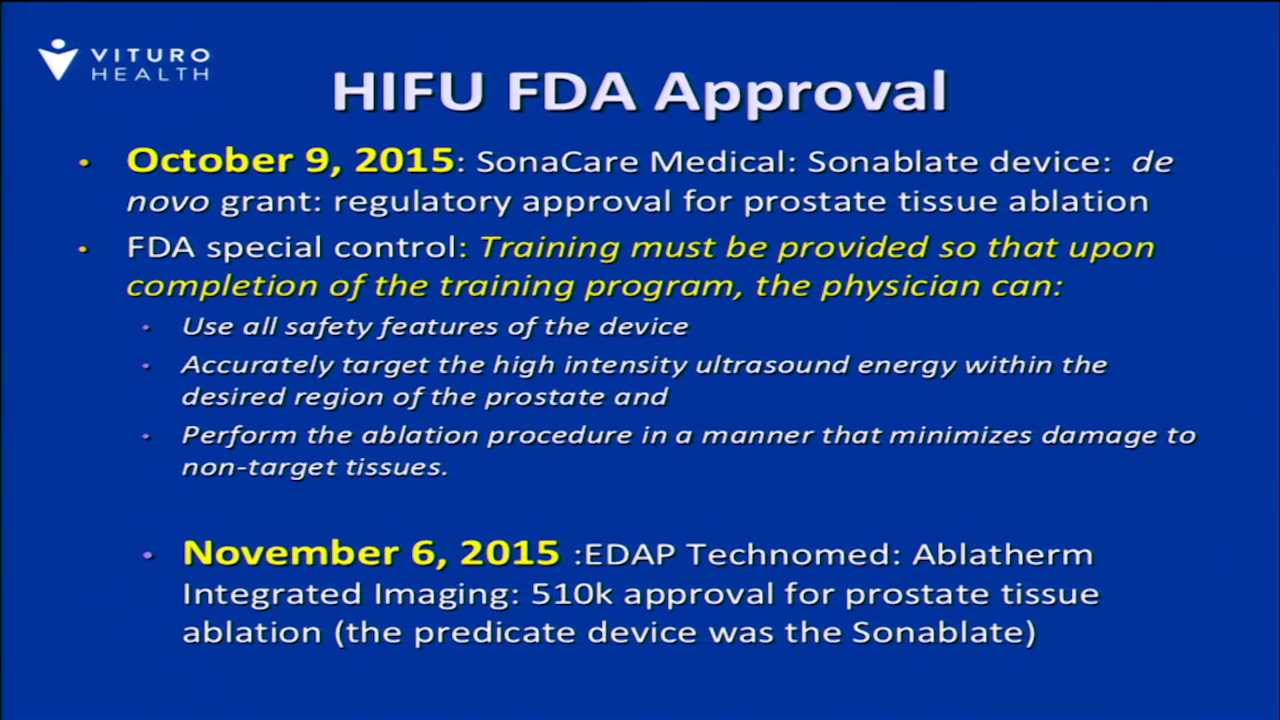 VITURO
HEALTH
HIFU FDA Approval
• October 9, 2015: SonaCare Medical: Sonablate device: de
novo grant: regulatory approval for prostate tissue ablation
• FDA special control: Training must be provided so that upon
completion of the training program, the physician can:
• Use all safety features of the device
• Accurately target the high intensity ultrasound energy within the
desired region of the prostate and
• Perform the ablation procedure in a manner that minimizes damage to
non-target tissues.
• November 6, 2015 :EDAP Technomed: Ablatherm
Integrated Imaging: 510k approval for prostate tissue
ablation (the predicate device was the Sonablate)